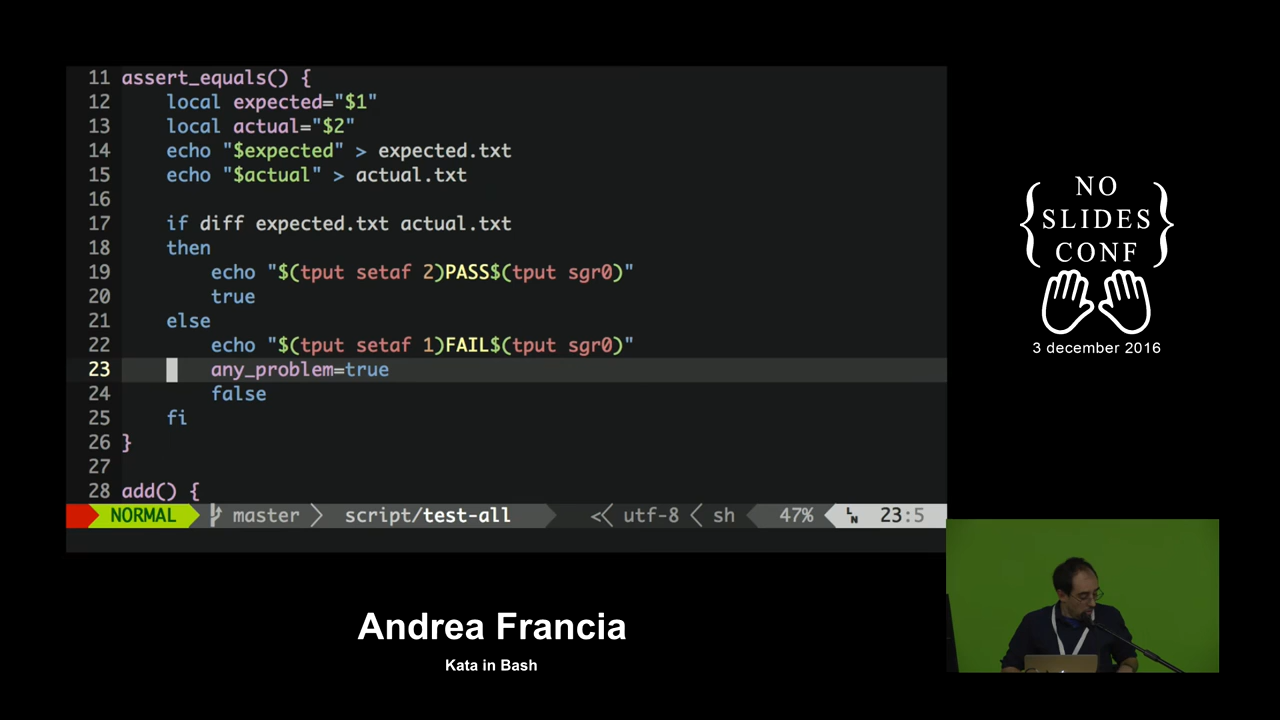 11 assert_equals() {
12 local expected="$1"
13 local actual="$2"
14 echo "$expected" > expected.txt
15 echo "$actual" > actual.txt
16
17 if diff expected.txt actual.txt
18 then
19 echo "$(tput setaf 2)PASS$(tput sgr0)"
20 true
21 else
22 echo "$(tput setaf 1)FAIL$(tput sgr0)"
23 any_problem=true
24 false
25 fi
26 }
27
28 add() {
NORMAL master script/test-all utf-8 sh 47% LN 23:5
NO
SLIDES
CONF
3 december 2016
Andrea Francia
Kata in Bash